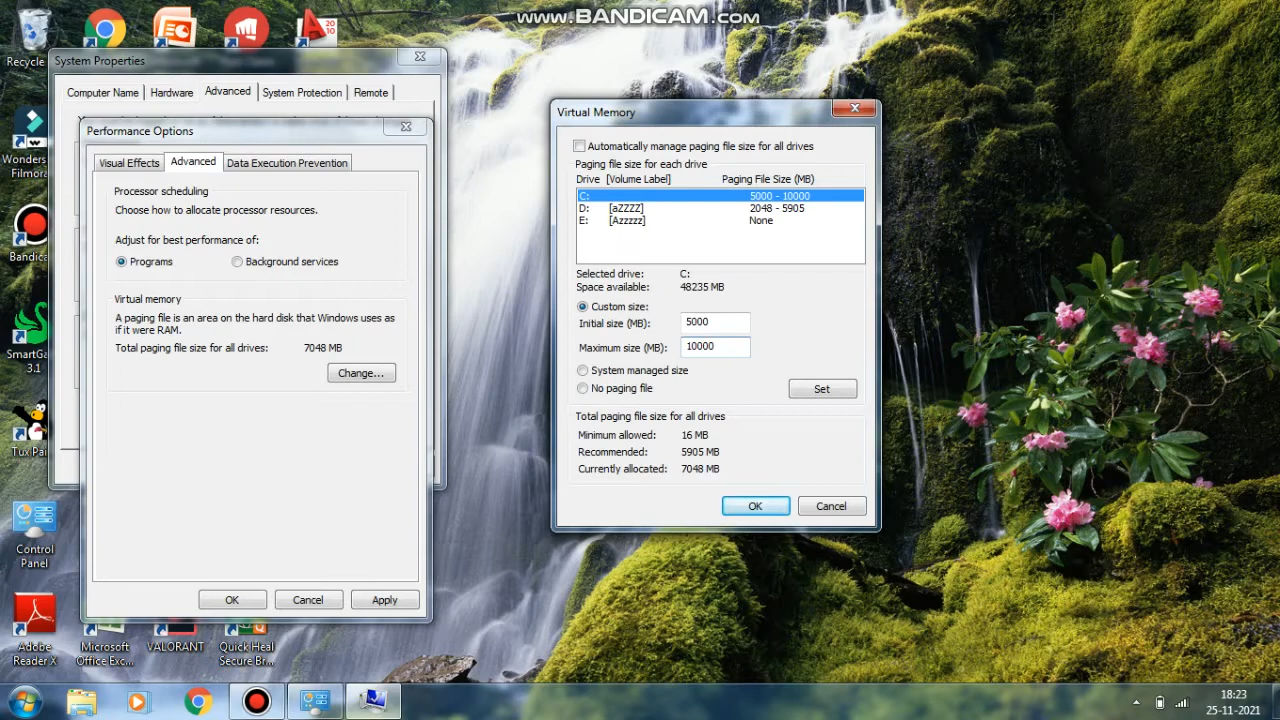 www.BANDICAM.com
Recycle
System Properties
Computer Name
Hardware
Advanced
System Protection
Remote
Performance Options
Visual Effects
Advanced
Data Execution Prevention
Processor scheduling
Choose how to allocate processor resources.
Adjust for best performance of:
Programs
Background services
Virtual memory
A paging file is an area on the hard disk that Windows uses as
if it were RAM.
Total paging file size for all drives: 7048 MB
Change...
OK
Cancel
Apply
Virtual Memory
Automatically manage paging file size for all drives
Paging file size for each drive
Drive [Volume Label] Paging File Size (MB)
C: 5000 - 10000
D: [aZZZZ] 2048 - 5905
E: [Azzzzz] None
Selected drive: C:
Space available: 48235 MB
Custom size:
Initial size (MB): 5000
Maximum size (MB): 10000
System managed size
No paging file
Set
Total paging file size for all drives
Minimum allowed: 16 MB
Recommended: 5905 MB
Currently allocated: 7048 MB
OK
Cancel
Wonders
Filmora
Bandica
SmartGa
3.1
Tux Pai
Control
Panel
Adobe
Reader X
Microsoft
Office Exc...
VALORANT
Quick Heal
Secure Br...
18:23
25-11-2021